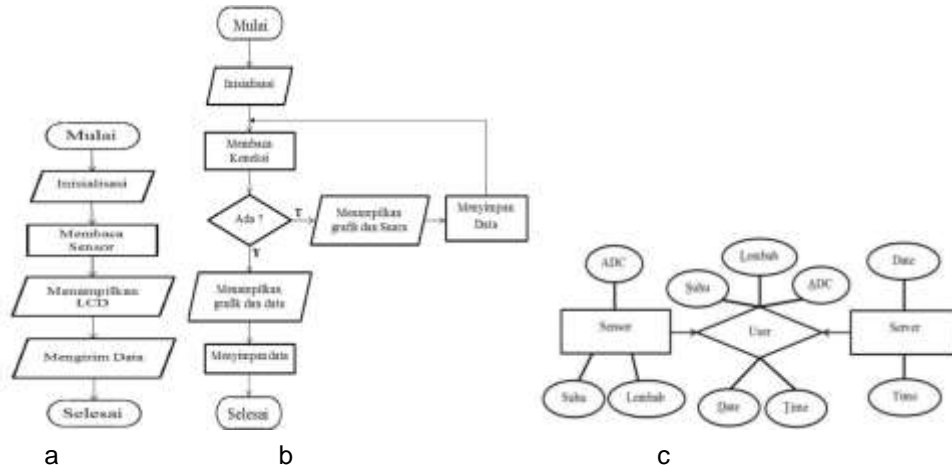 Mulai
Inisialisasi
Membaca
Sensor
Menampilkan
LCD
Mengirim Data
Selesai
a
Mulai
Inisialisasi
Membaca
Koneksi
Ada ?
T
Menampilkan
grafik dan Suara
Menyimpan
Data
Y
Menampilkan
grafik dan data
Menyimpan data
Selesai
b
ADC
Sensor
Suhu
Lembab
Suhu
Lembab
ADC
User
Date
Time
Date
Server
Time
c